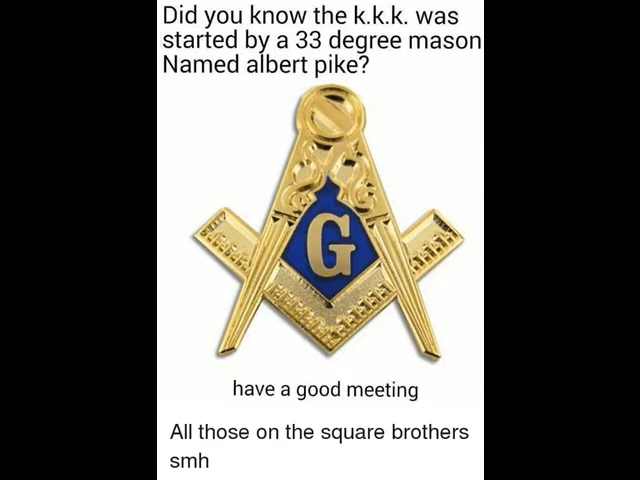 Did you know the k.k.k. was
started by a 33 degree mason
Named albert pike?
G
have a good meeting
All those on the square brothers
smh